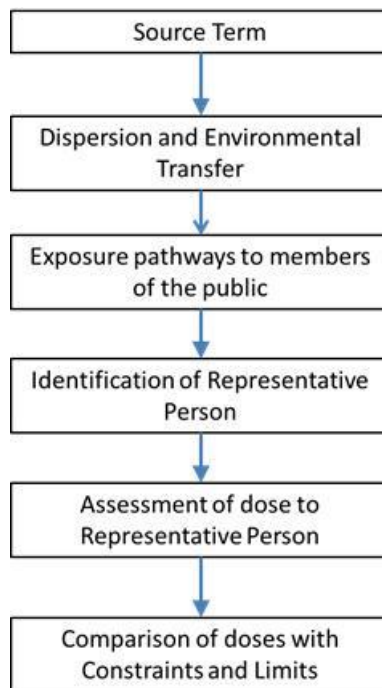 Source Term
Dispersion and Environmental
Transfer
Exposure pathways to members
of the public
Identification of Representative
Person
Assessment of dose to
Representative Person
Comparison of doses with
Constraints and Limits